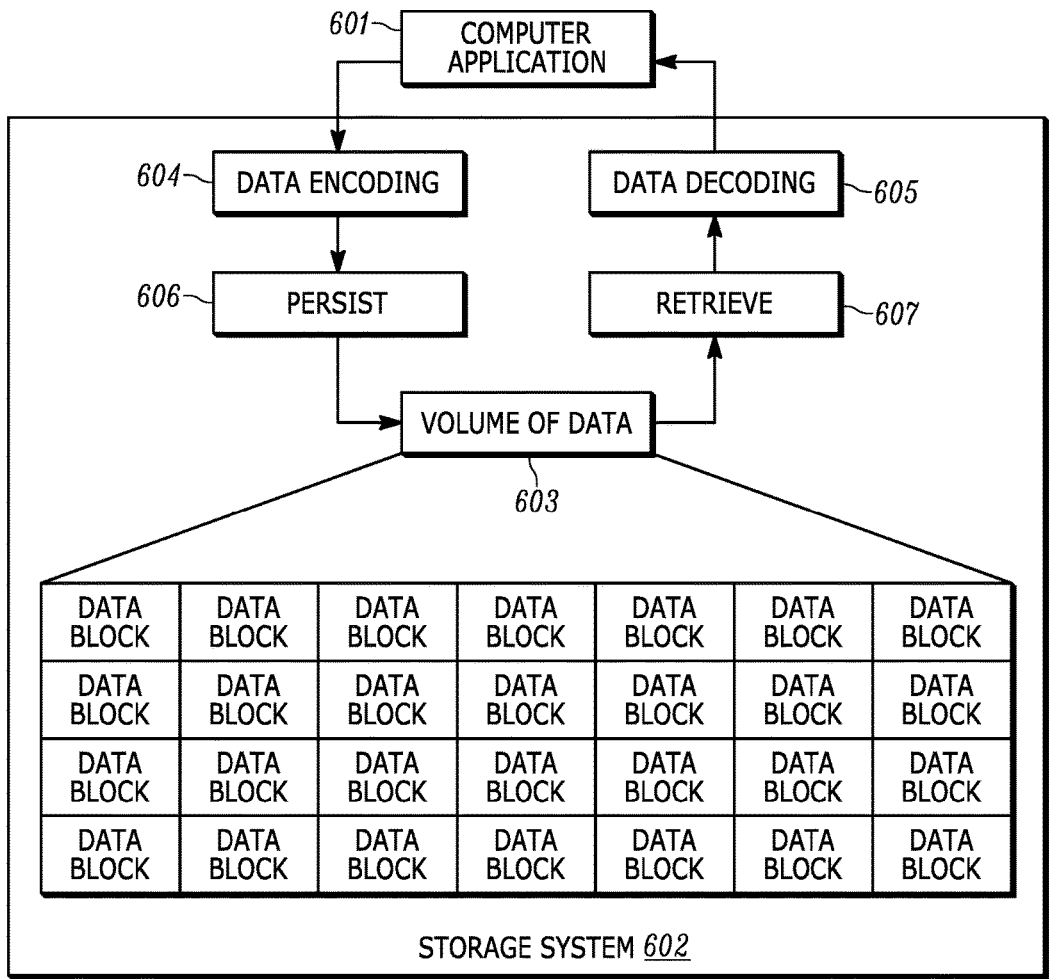 601
COMPUTER
APPLICATION
604
DATA ENCODING
DATA DECODING
605
606
PERSIST
RETRIEVE
607
VOLUME OF DATA
603
DATA BLOCK DATA BLOCK DATA BLOCK DATA BLOCK DATA BLOCK DATA BLOCK DATA BLOCK
DATA BLOCK DATA BLOCK DATA BLOCK DATA BLOCK DATA BLOCK DATA BLOCK DATA BLOCK
DATA BLOCK DATA BLOCK DATA BLOCK DATA BLOCK DATA BLOCK DATA BLOCK DATA BLOCK
DATA BLOCK DATA BLOCK DATA BLOCK DATA BLOCK DATA BLOCK DATA BLOCK DATA BLOCK
STORAGE SYSTEM 602